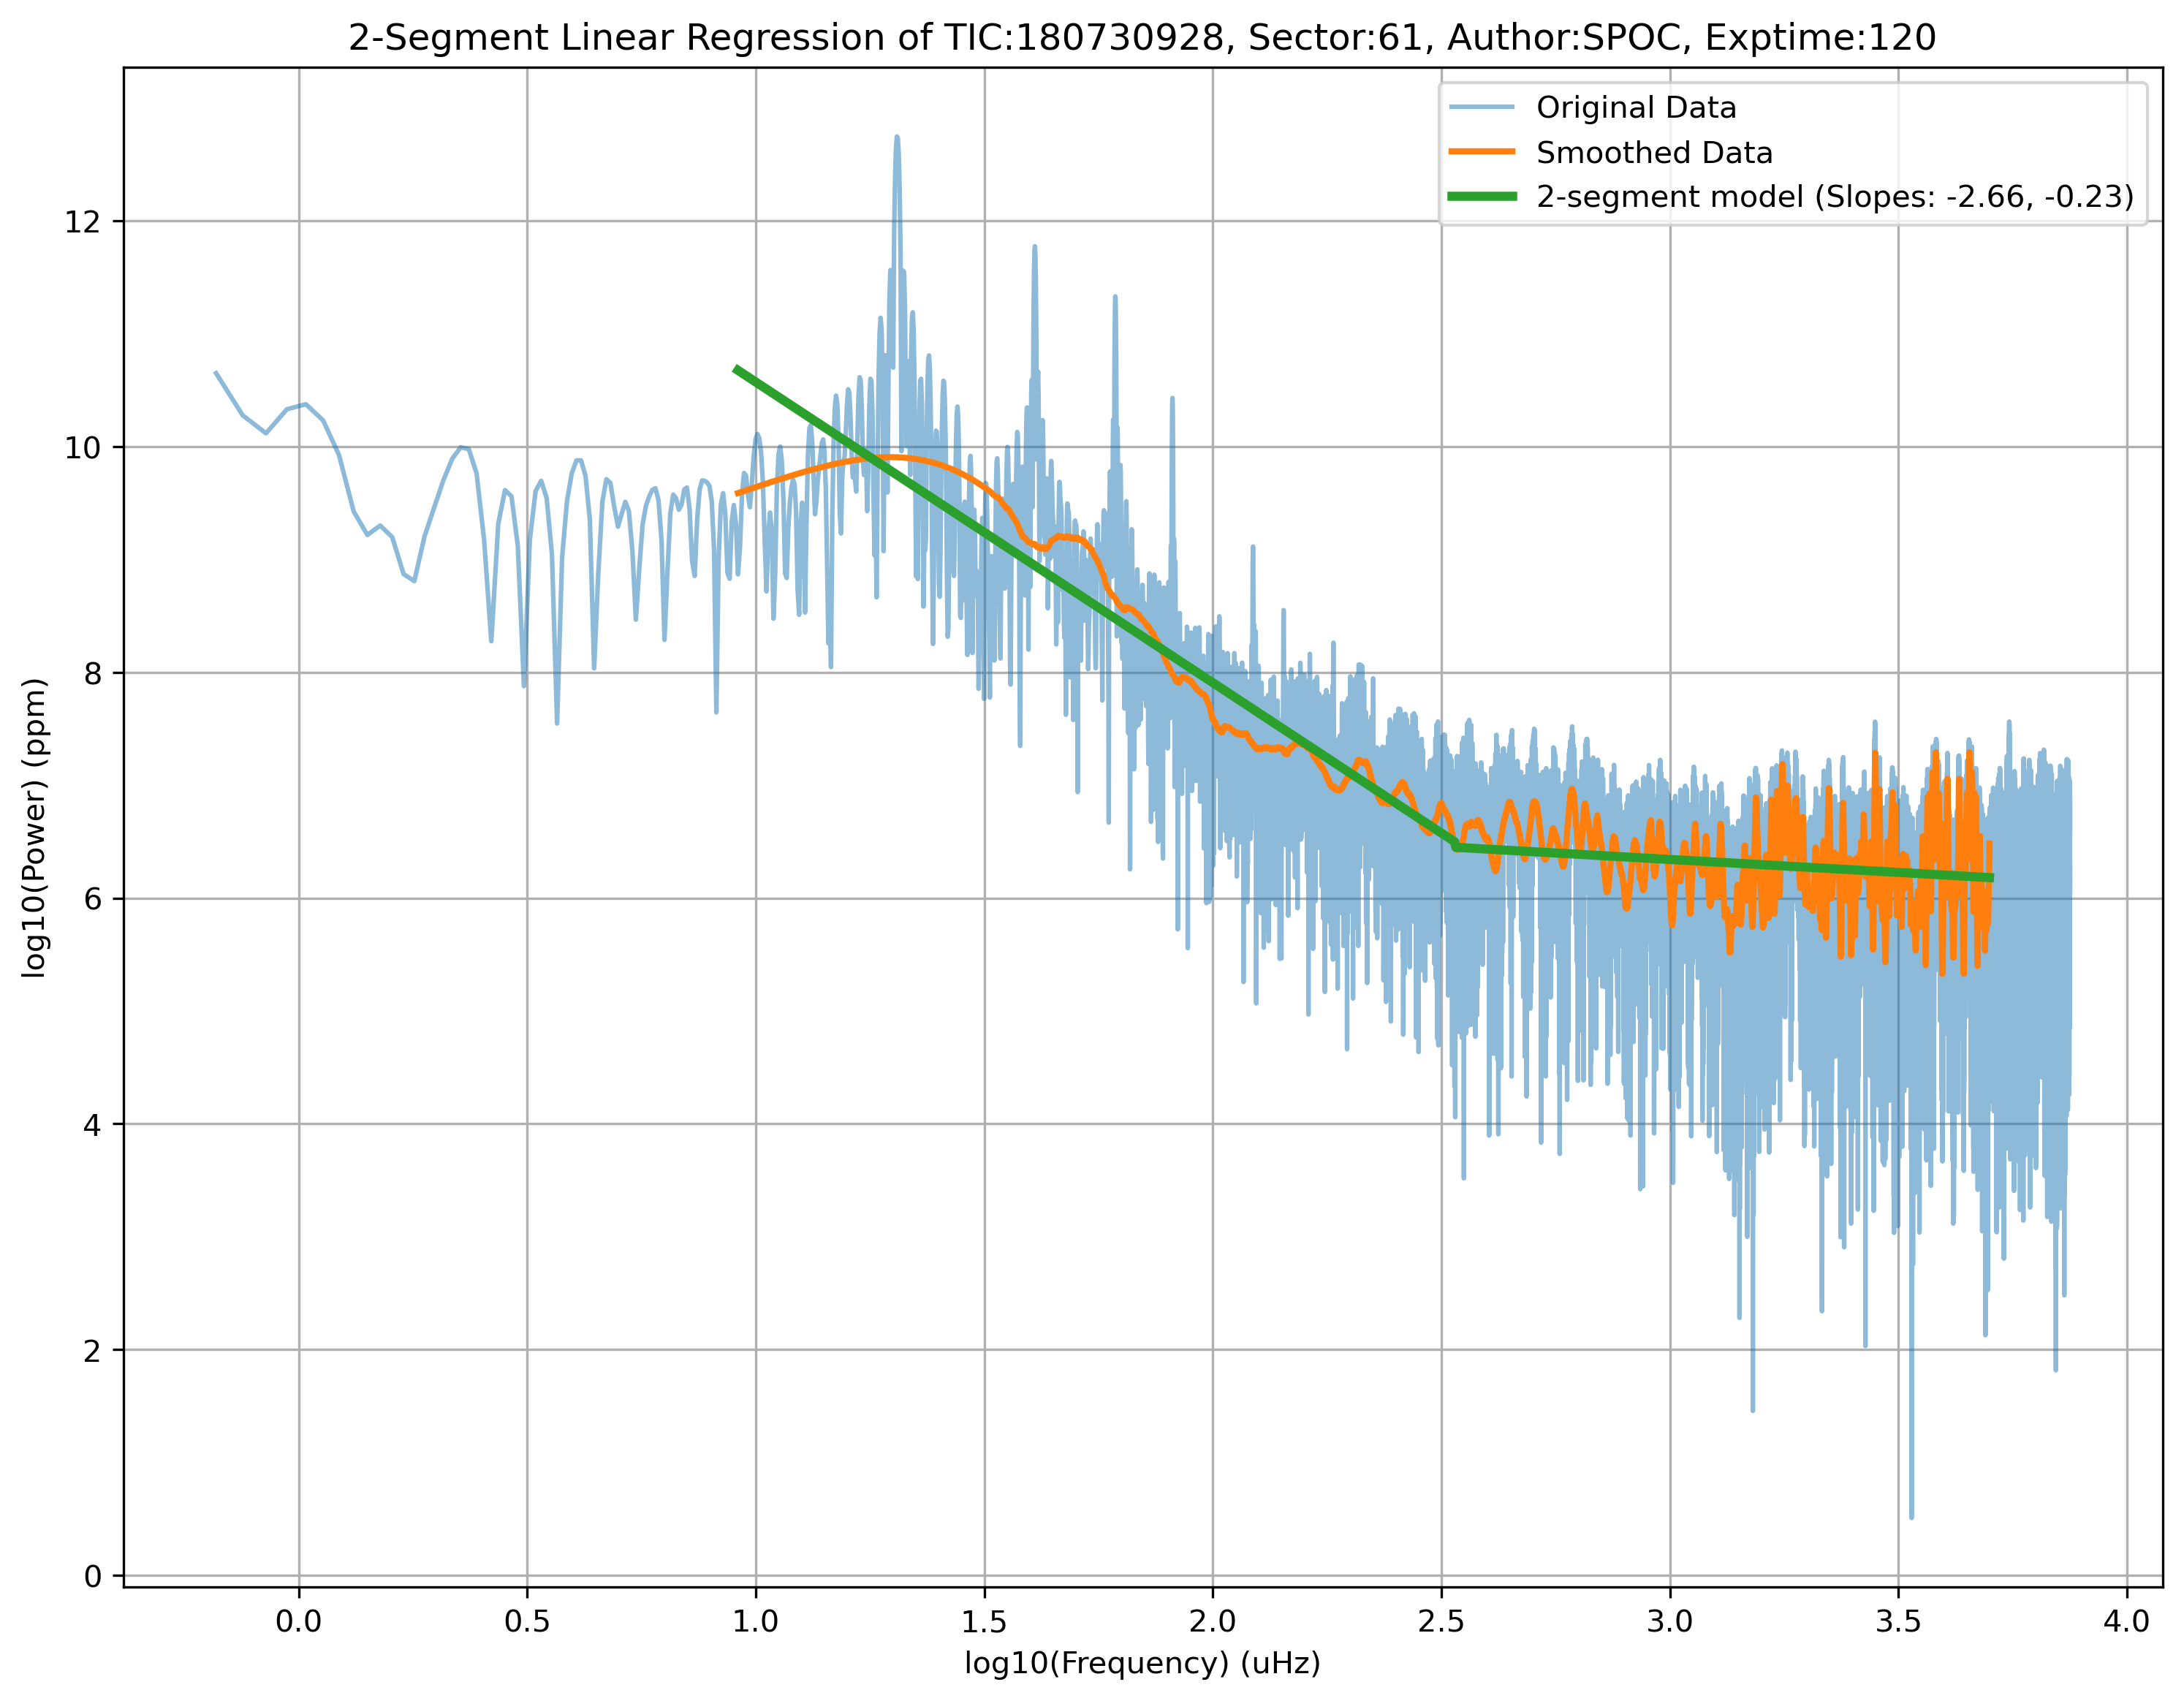 2-Segment Linear Regression of TIC:180730928, Sector:61, Author:SPOC, Exptime:120
Original Data
Smoothed Data
2-segment model (Slopes: -2.66, -0.23)
log10(Power) (ppm)
12
10
8
6
4
2
0
0.0 0.5 1.0 1.5 2.0 2.5 3.0 3.5 4.0
log10(Frequency) (uHz)